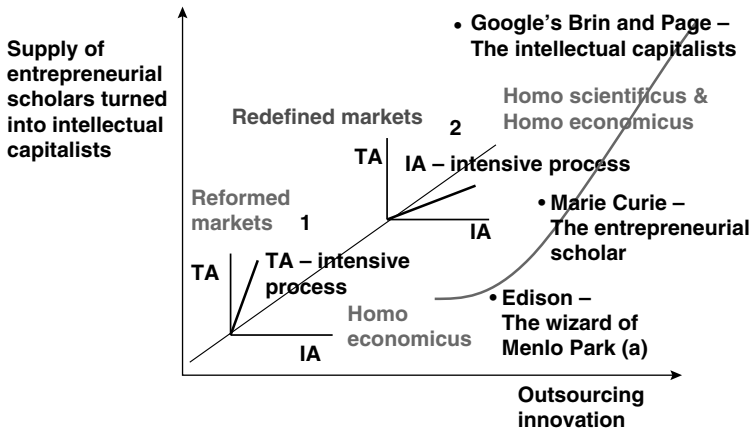 • Google's Brin and Page –
The intellectual capitalists
Supply of
entrepreneurial
scholars turned
into intellectual
capitalists
Homo scientificus &
Homo economicus
Redefined markets
2
TA
IA – intensive process
IA
Reformed
markets
1
• Marie Curie –
The entrepreneurial
scholar
TA
TA – intensive
process
IA
Homo
economicus
• Edison –
The wizard of
Menlo Park (a)
Outsourcing
innovation